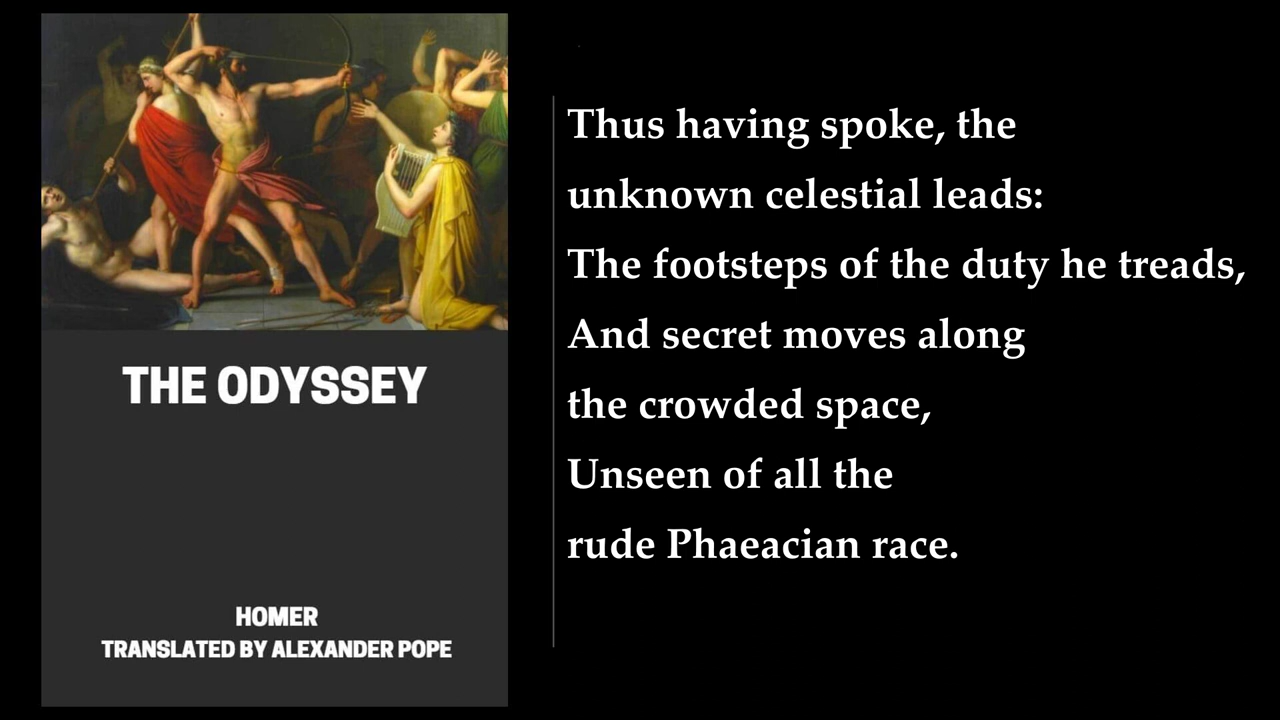 THE ODYSSEY
HOMER
TRANSLATED BY ALEXANDER POPE
Thus having spoke, the
unknown celestial leads:
The footsteps of the duty he treads,
And secret moves along
the crowded space,
Unseen of all the
rude Phaeacian race.